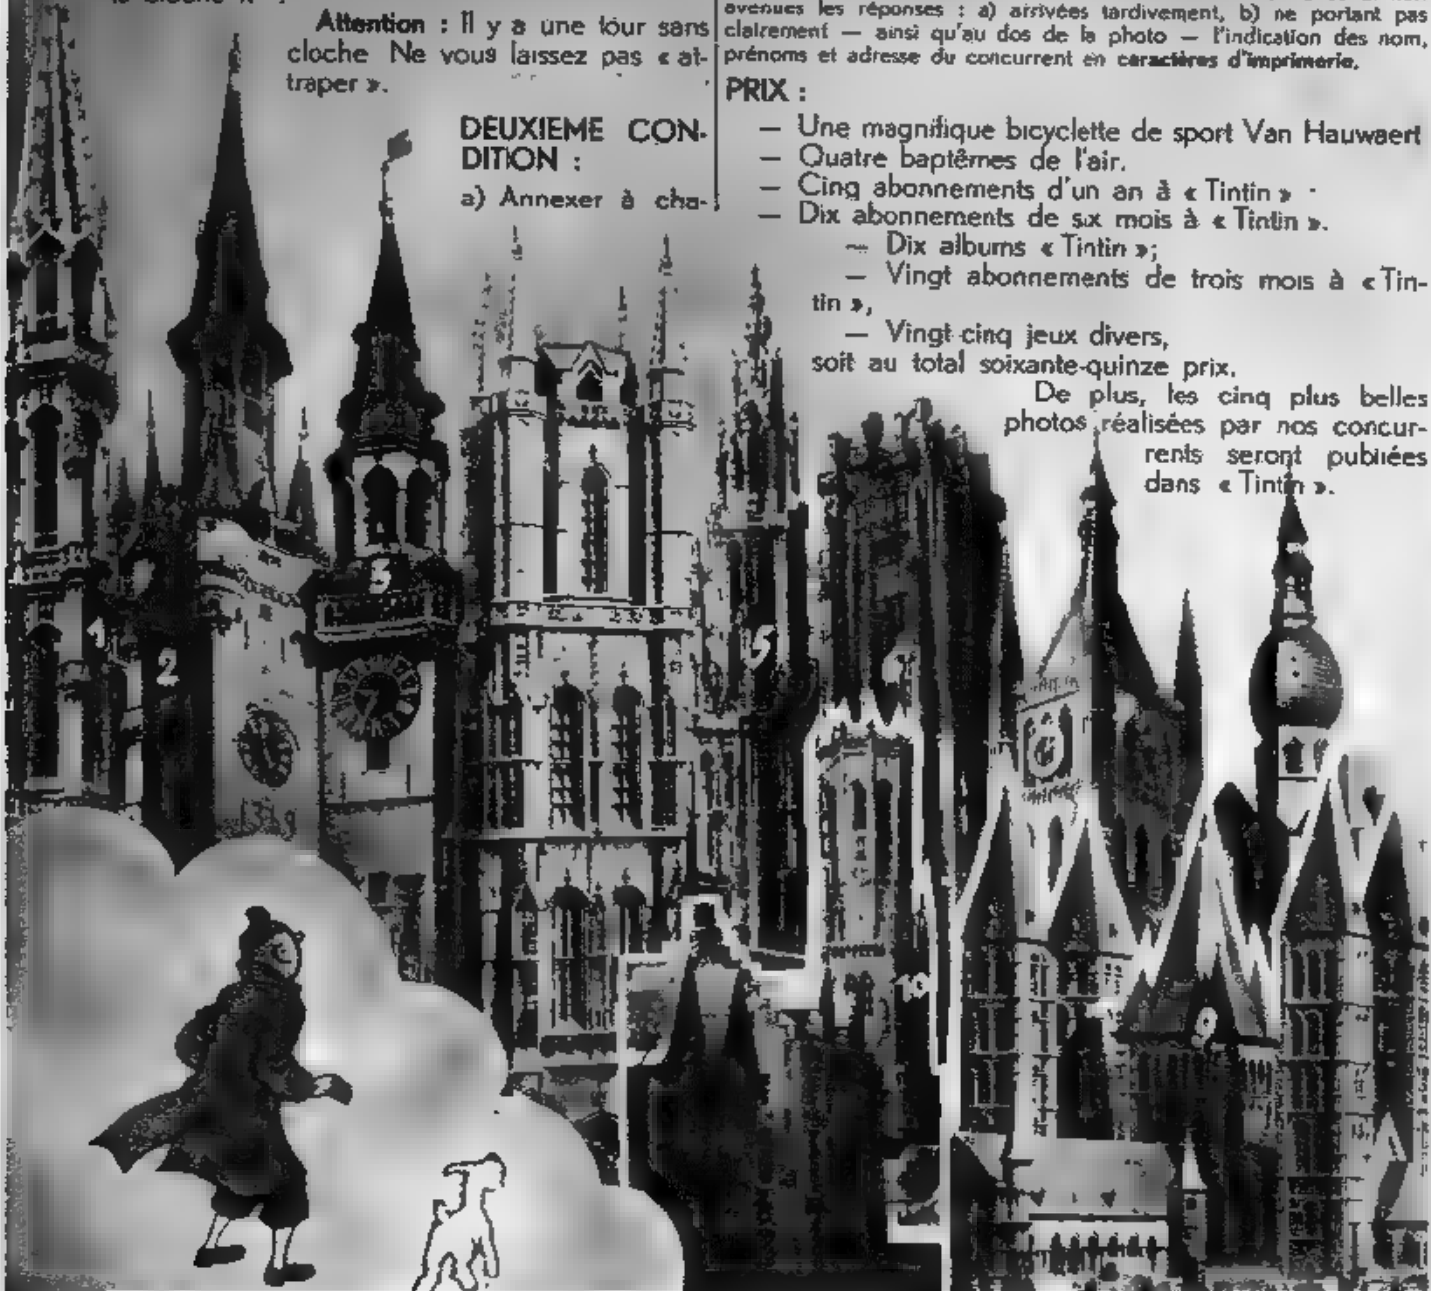 Attention : Il y a une tour sans
cloche Ne vous laissez pas « at-
traper ».
DEUXIEME CON-
DITION :
a) Annexer à cha-
avenues les réponses : a) arrivées tardivement, b) ne portant pas
clairement — ainsi qu'au dos de la photo — l'indication des nom,
prénoms et adresse du concurrent en caractères d'imprimerie.
PRIX :
— Une magnifique bicyclette de sport Van Hauwaert
— Quatre baptêmes de l'air.
— Cinq abonnements d'un an à « Tintin »
— Dix abonnements de six mois à « Tintin ».
— Dix albums « Tintin »;
— Vingt abonnements de trois mois à « Tin-
tin »,
— Vingt-cinq jeux divers,
soit au total soixante-quinze prix.
De plus, les cinq plus belles
photos réalisées par nos concur-
rents seront publiées
dans « Tintin ».
1
2
3
5
10